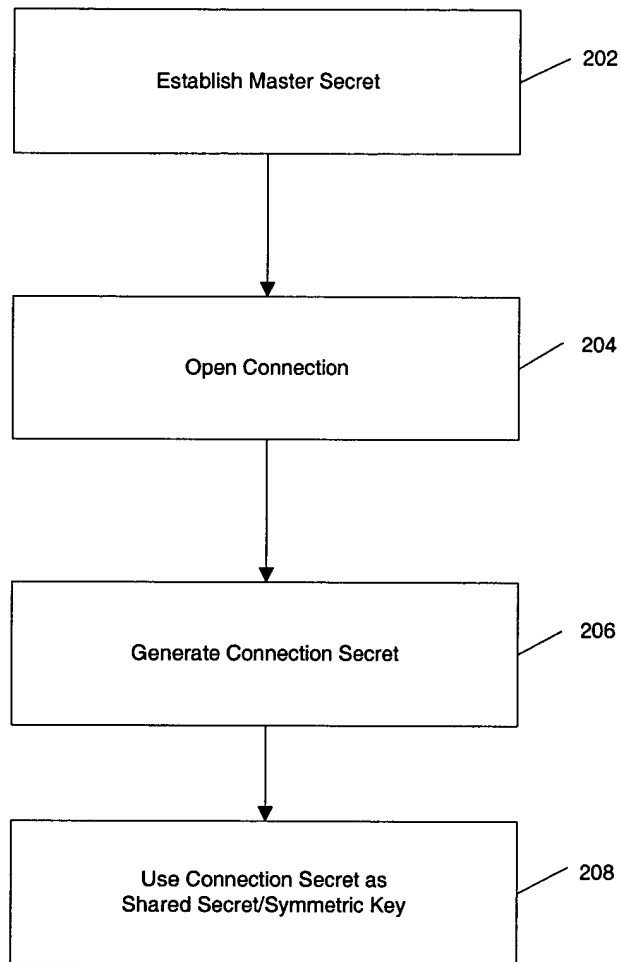 Establish Master Secret
202
Open Connection
204
Generate Connection Secret
206
Use Connection Secret as
Shared Secret/Symmetric Key
208